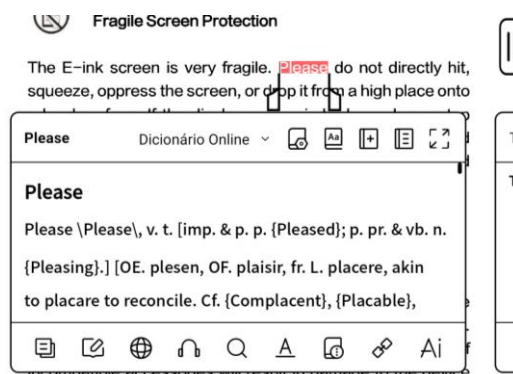 Fragile Screen Protection
The E-ink screen is very fragile. Please do not directly hit,
squeeze, oppress the screen, or drop it from a high place onto
Please
Dicionário Online
Aa
Please
Please \Please\, v. t. [imp. & p. p. {Pleased}; p. pr. & vb. n.
{Pleasing}.] [OE. plesen, OF. plaisir, fr. L. placere, akin
to placare to reconcile. Cf. {Complacent}, {Placable},
A
Ai